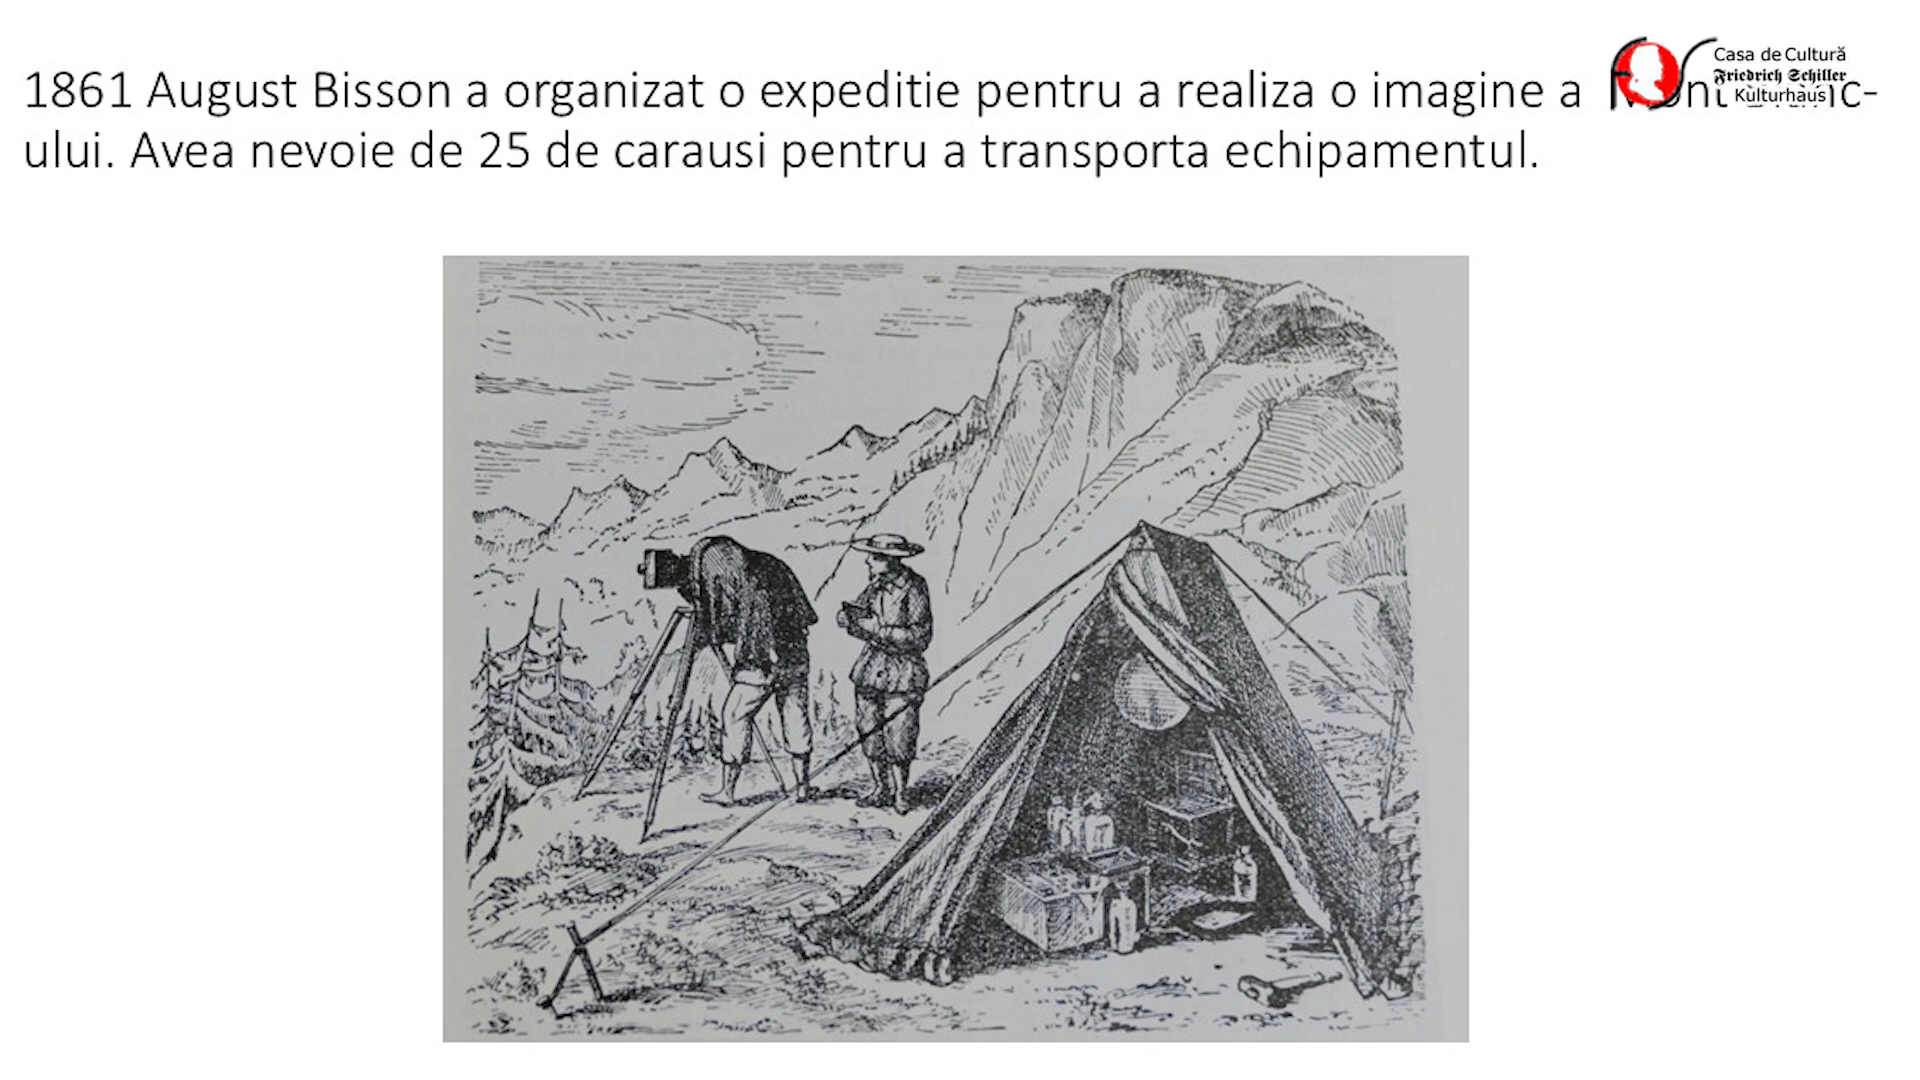 1861 August Bisson a organizat o expeditie pentru a realiza o imagine a
ului. Avea nevoie de 25 de carausi pentru a transporta echipamentul.
Casa de Cultură
Friedrich Schiller
Kulturhaus